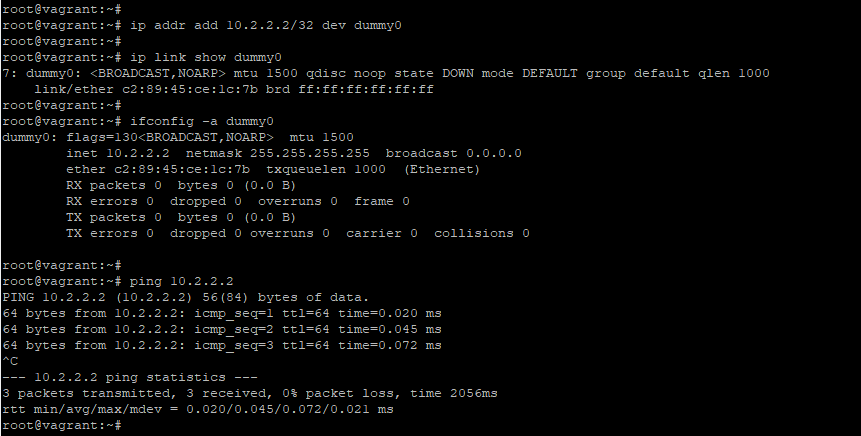 root@vagrant:~#
root@vagrant:~# ip addr add 10.2.2.2/32 dev dummy0
root@vagrant:~#
root@vagrant:~# ip link show dummy0
7: dummy0: <BROADCAST,NOARP> mtu 1500 qdisc noop state DOWN mode DEFAULT group default qlen 1000
    link/ether c2:89:45:ce:1c:7b brd ff:ff:ff:ff:ff:ff
root@vagrant:~#
root@vagrant:~# ifconfig -a dummy0
dummy0: flags=130<BROADCAST,NOARP>  mtu 1500
        inet 10.2.2.2  netmask 255.255.255.255  broadcast 0.0.0.0
        ether c2:89:45:ce:1c:7b  txqueuelen 1000  (Ethernet)
        RX packets 0  bytes 0 (0.0 B)
        RX errors 0  dropped 0  overruns 0  frame 0
        TX packets 0  bytes 0 (0.0 B)
        TX errors 0  dropped 0 overruns 0  carrier 0  collisions 0

root@vagrant:~#
root@vagrant:~# ping 10.2.2.2
PING 10.2.2.2 (10.2.2.2) 56(84) bytes of data.
64 bytes from 10.2.2.2: icmp_seq=1 ttl=64 time=0.020 ms
64 bytes from 10.2.2.2: icmp_seq=2 ttl=64 time=0.045 ms
64 bytes from 10.2.2.2: icmp_seq=3 ttl=64 time=0.072 ms
^C
--- 10.2.2.2 ping statistics ---
3 packets transmitted, 3 received, 0% packet loss, time 2056ms
rtt min/avg/max/mdev = 0.020/0.045/0.072/0.021 ms
root@vagrant:~#